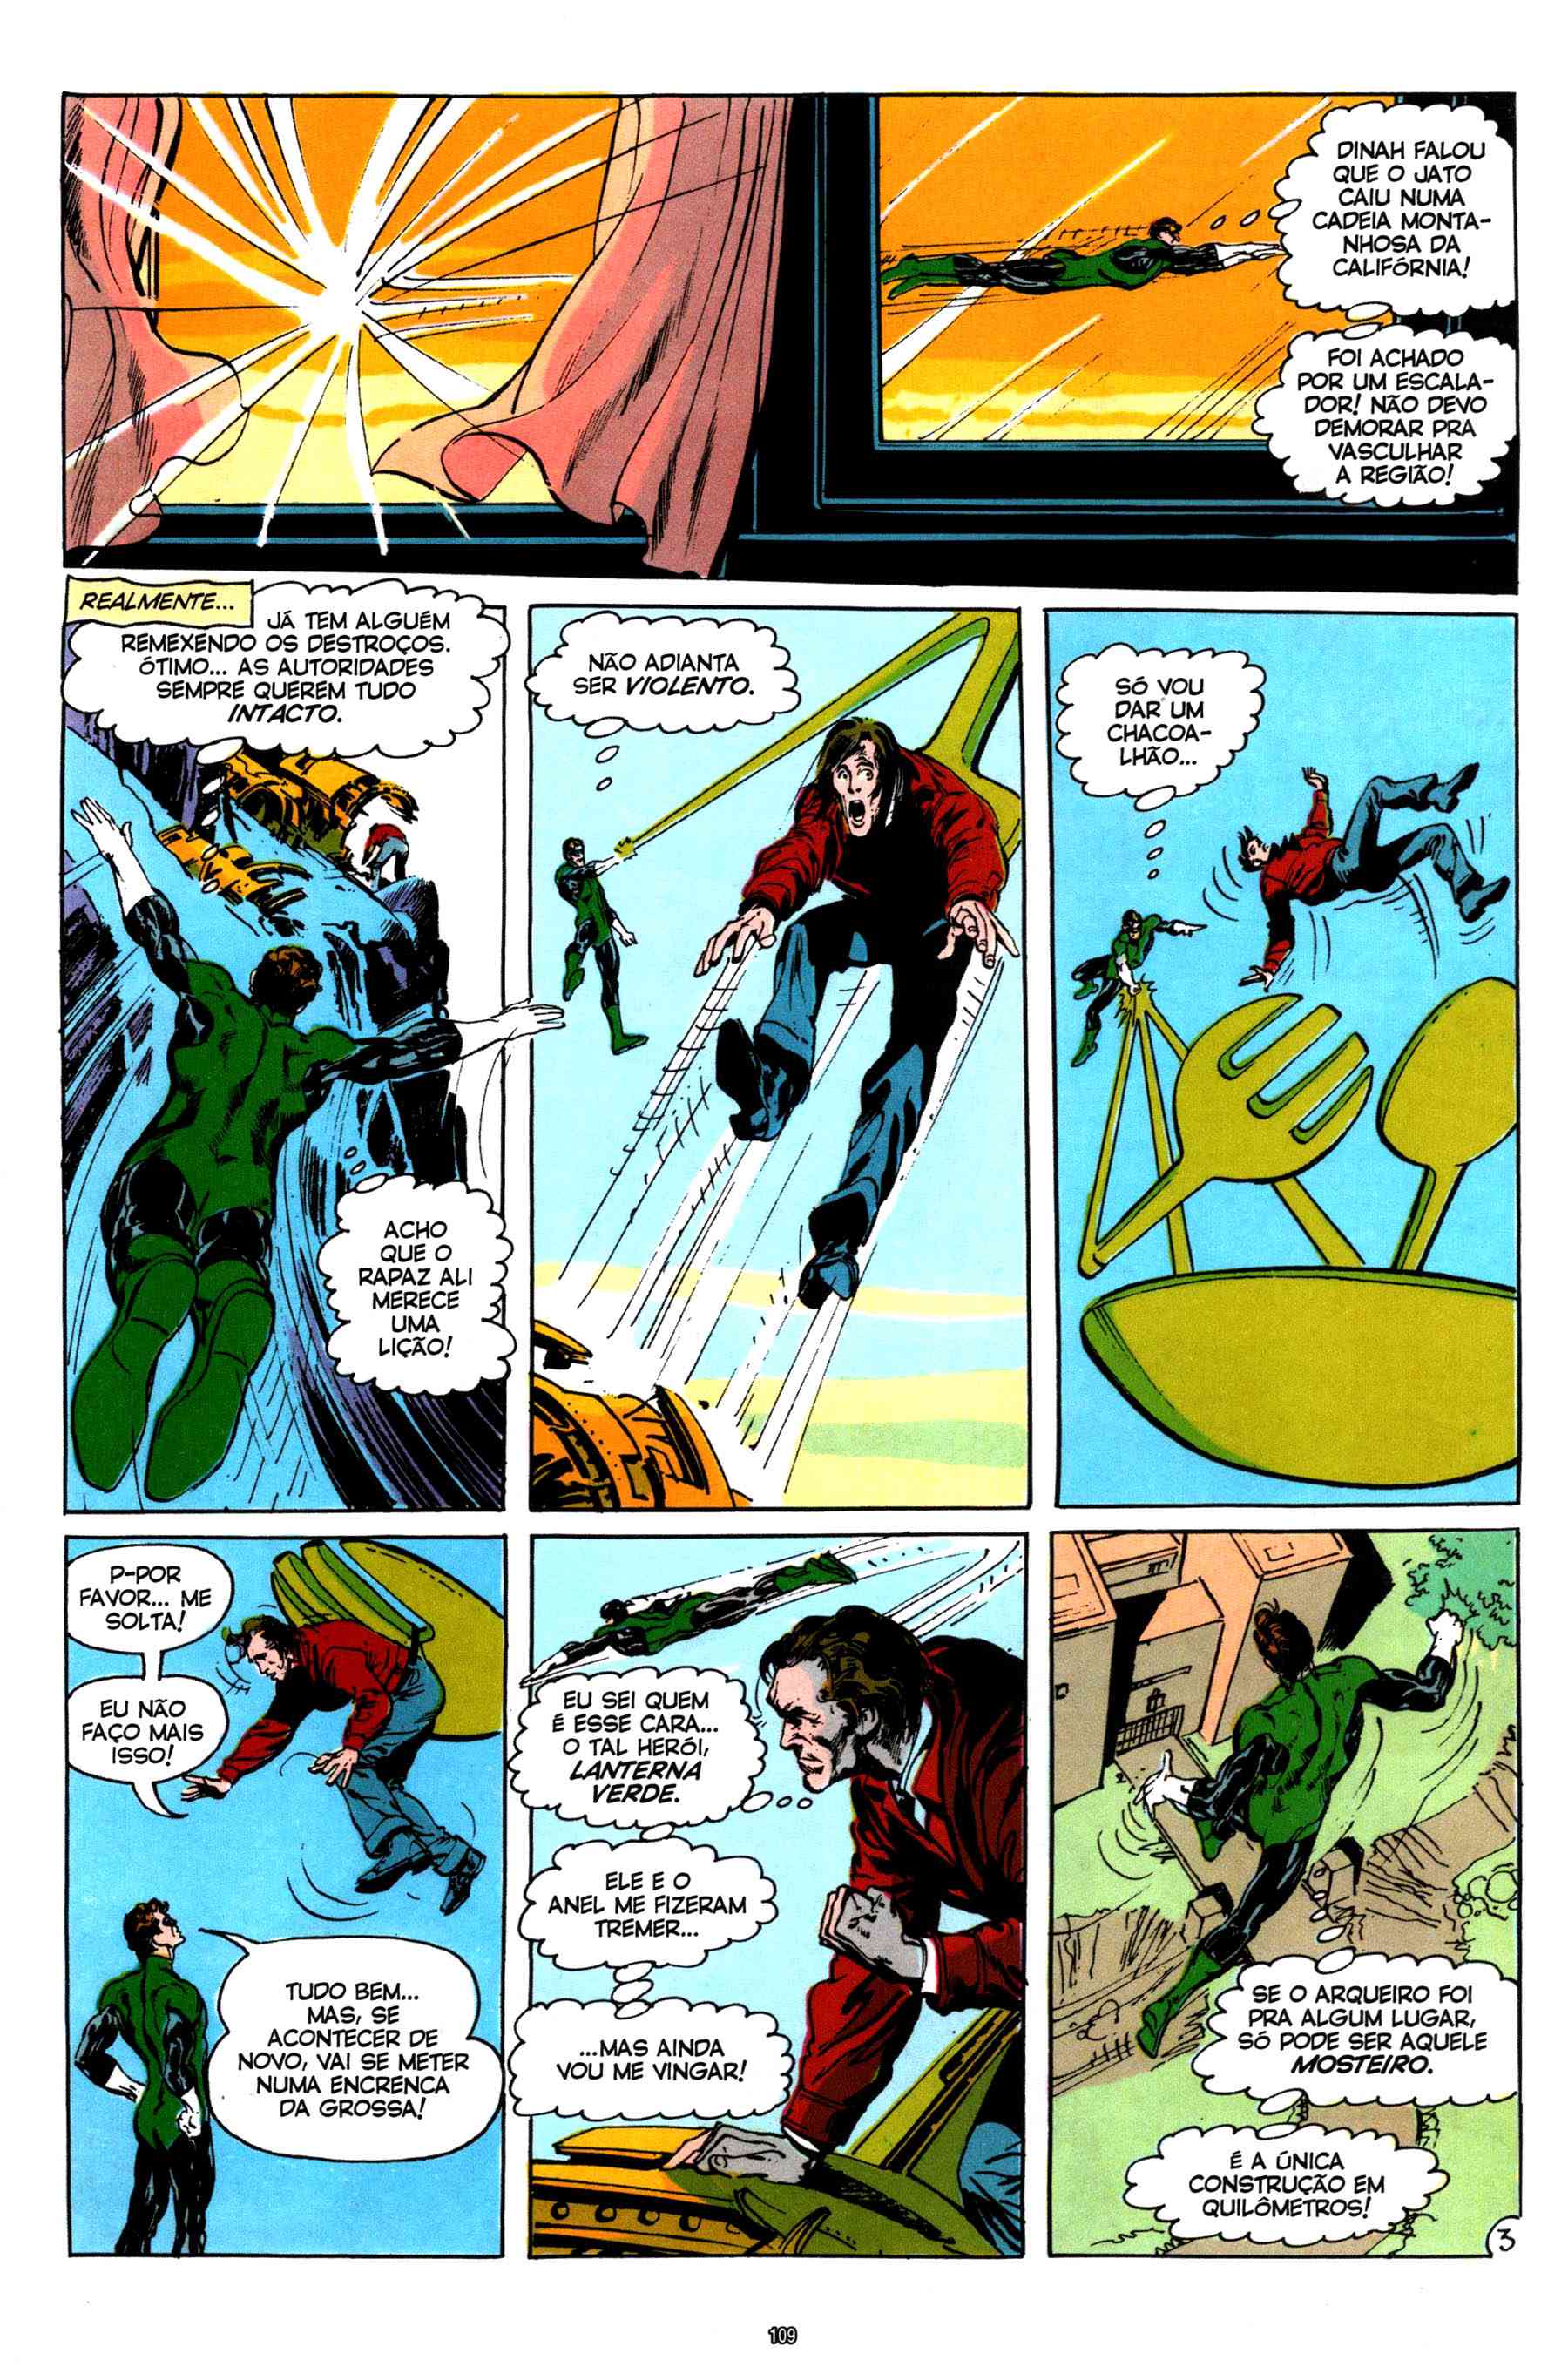 DINAH FALOU
QUE O JATO
CAIU NUMA
CADEIA MONTA-
NHOSA DA
CALIFÓRNIA!
FOI ACHADO
POR UM ESCALA-
DOR! NÃO DEVO
DEMORAR PRA
VASCULHAR
A REGIÃO!
REALMENTE...
JÁ TEM ALGUÉM
REMEXENDO OS DESTROÇOS.
ÓTIMO... AS AUTORIDADES
SEMPRE QUEREM TUDO
INTACTO.
ACHO
QUE O
RAPAZ ALI
MERECE
UMA
LIÇÃO!
NÃO ADIANTA
SER VIOLENTO.
SÓ VOU
DAR UM
CHACOA-
LHÃO...
P-POR
FAVOR... ME
SOLTA!
EU NÃO
FAÇO MAIS
ISSO!
TUDO BEM...
MAS, SE
ACONTECER DE
NOVO, VAI SE METER
NUMA ENCRENCA
DA GROSSA!
EU SEI QUEM
É ESSE CARA...
O TAL HERÓI,
LANTERNA
VERDE.
ELE E O
ANEL ME FIZERAM
TREMER...
...MAS AINDA
VOU ME VINGAR!
SE O ARQUEIRO FOI
PRA ALGUM LUGAR,
SÓ PODE SER AQUELE
MOSTEIRO.
É A ÚNICA
CONSTRUÇÃO EM
QUILÔMETROS!
3
109